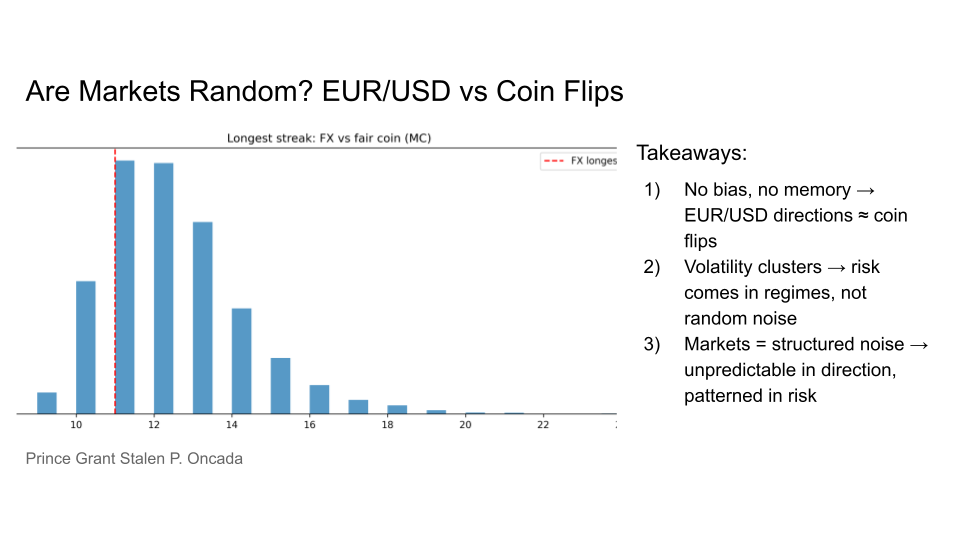 Are Markets Random? EUR/USD vs Coin Flips
Longest streak: FX vs fair coin (MC)
FX longes
10 12 14 16 18 20 22
Takeaways:
1) No bias, no memory →
EUR/USD directions ≈ coin
flips
2) Volatility clusters → risk
comes in regimes, not
random noise
3) Markets = structured noise →
unpredictable in direction,
patterned in risk
Prince Grant Stalen P. Oncada